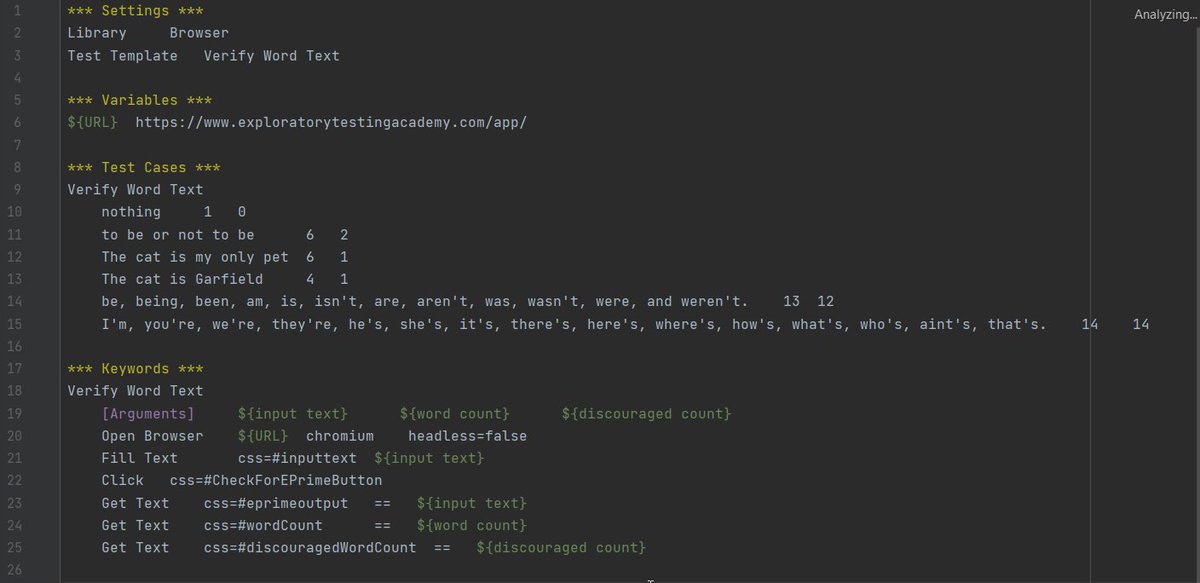 Analyzing...
1 *** Settings ***
2 Library Browser
3 Test Template Verify Word Text
4
5 *** Variables ***
6 ${URL} https://www.exploratorytestingacademy.com/app/
7
8 *** Test Cases ***
9 Verify Word Text
10 nothing 1 0
11 to be or not to be 6 2
12 The cat is my only pet 6 1
13 The cat is Garfield 4 1
14 be, being, been, am, is, isn't, are, aren't, was, wasn't, were, and weren't. 13 12
15 I'm, you're, we're, they're, he's, she's, it's, there's, here's, where's, how's, what's, who's, aint's, that's. 14 14
16
17 *** Keywords ***
18 Verify Word Text
19 [Arguments] ${input text} ${word count} ${discouraged count}
20 Open Browser ${URL} chromium headless=false
21 Fill Text css=#inputtext ${input text}
22 Click css=#CheckForEPrimeButton
23 Get Text css=#eprimeoutput == ${input text}
24 Get Text css=#wordCount == ${word count}
25 Get Text css=#discouragedWordCount == ${discouraged count}
26